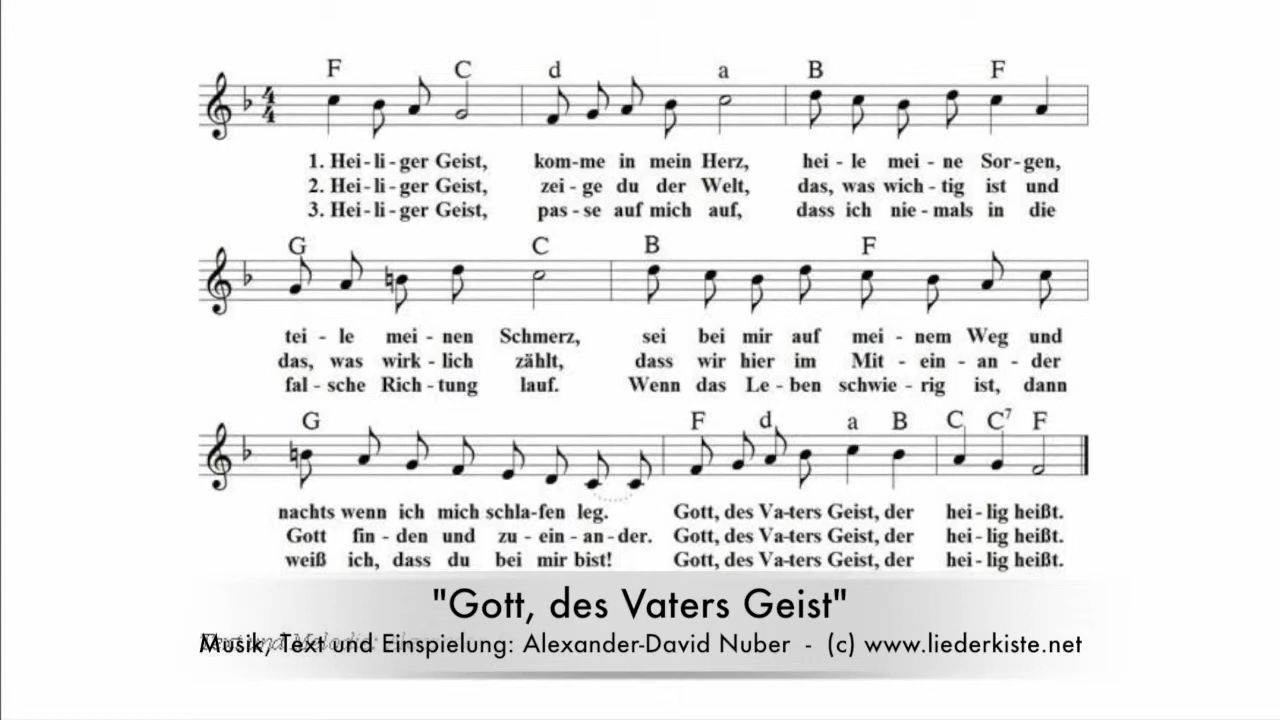 F C d a B F
4
4
1. Hei - li - ger Geist, kom - me in mein Herz, hei - le mei - ne Sor - gen,
2. Hei - li - ger Geist, zei - ge du der Welt, das, was wich - tig ist und
3. Hei - li - ger Geist, pas - se auf mich auf, dass ich nie - mals in die
G C B F
tei - le mei - nen Schmerz, sei bei mir auf mei - nem Weg und
das, was wirk - lich zählt, dass wir hier im Mit - ein - an - der
fal - sche Rich - tung lauf. Wenn das Le - ben schwie - rig ist, dann
G F d a B C C7 F
nachts wenn ich mich schla-fen leg. Gott, des Va-ters Geist, der hei - lig heißt.
Gott fin - den und zu - ein - an - der. Gott, des Va-ters Geist, der hei - lig heißt.
weiß ich, dass du bei mir bist! Gott, des Va-ters Geist, der hei - lig heißt.
"Gott, des Vaters Geist"
Musik, Text und Einspielung: Alexander-David Nuber - (c) www.liederkiste.net